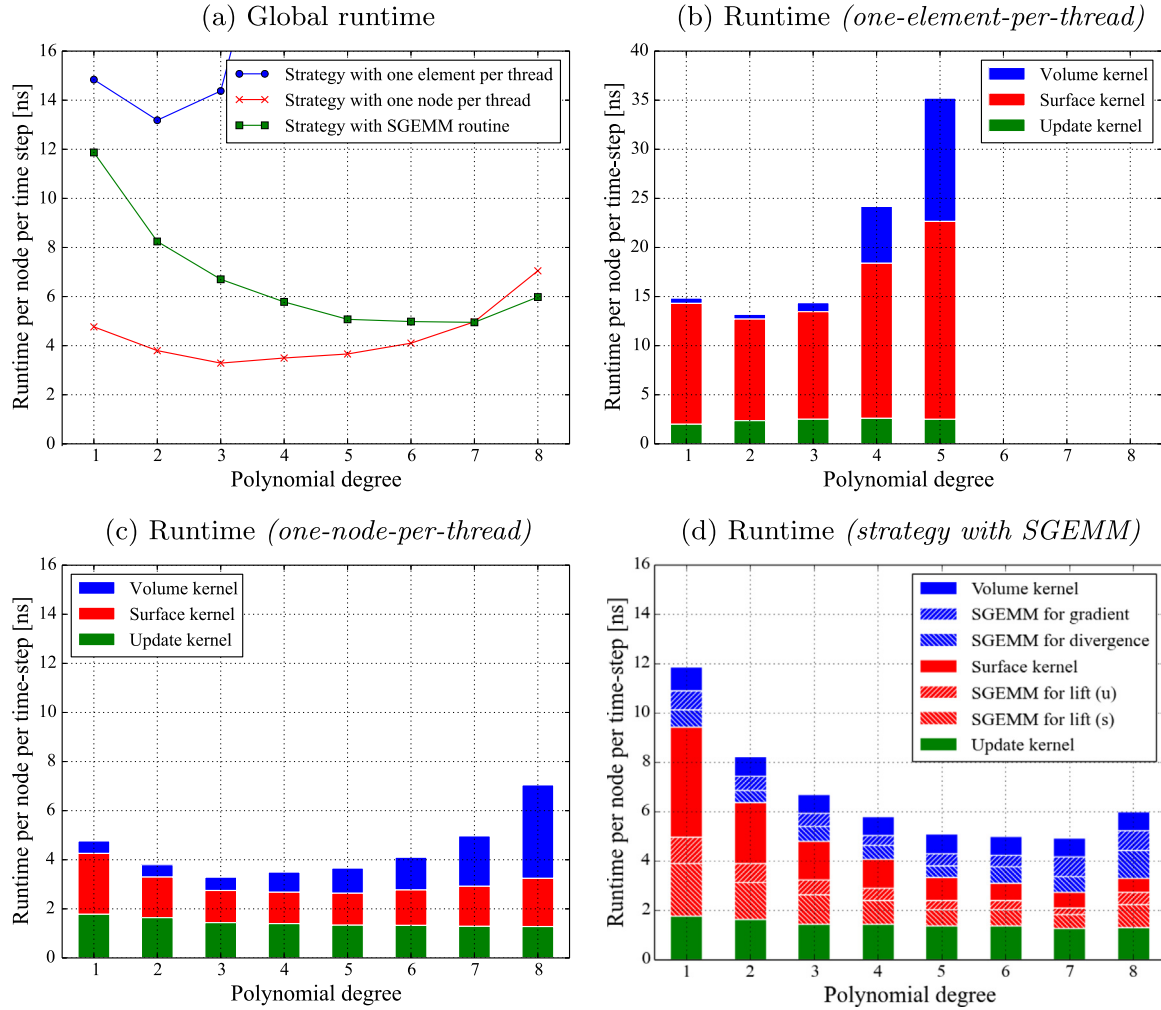 (a) Global runtime
Runtime per node per time step [ns]
16
14
12
10
8
6
4
2
0
Strategy with one element per thread
Strategy with one node per thread
Strategy with SGEMM routine
1 2 3 4 5 6 7 8
Polynomial degree
(b) Runtime (one-element-per-thread)
Runtime per node per time-step [ns]
40
35
30
25
20
15
10
5
0
Volume kernel
Surface kernel
Update kernel
1 2 3 4 5 6 7 8
Polynomial degree
(c) Runtime (one-node-per-thread)
Runtime per node per time-step [ns]
16
14
12
10
8
6
4
2
0
Volume kernel
Surface kernel
Update kernel
1 2 3 4 5 6 7 8
Polynomial degree
(d) Runtime (strategy with SGEMM)
Runtime per node per time-step [ns]
16
14
12
10
8
6
4
2
0
Volume kernel
SGEMM for gradient
SGEMM for divergence
Surface kernel
SGEMM for lift (u)
SGEMM for lift (s)
Update kernel
1 2 3 4 5 6 7 8
Polynomial degree